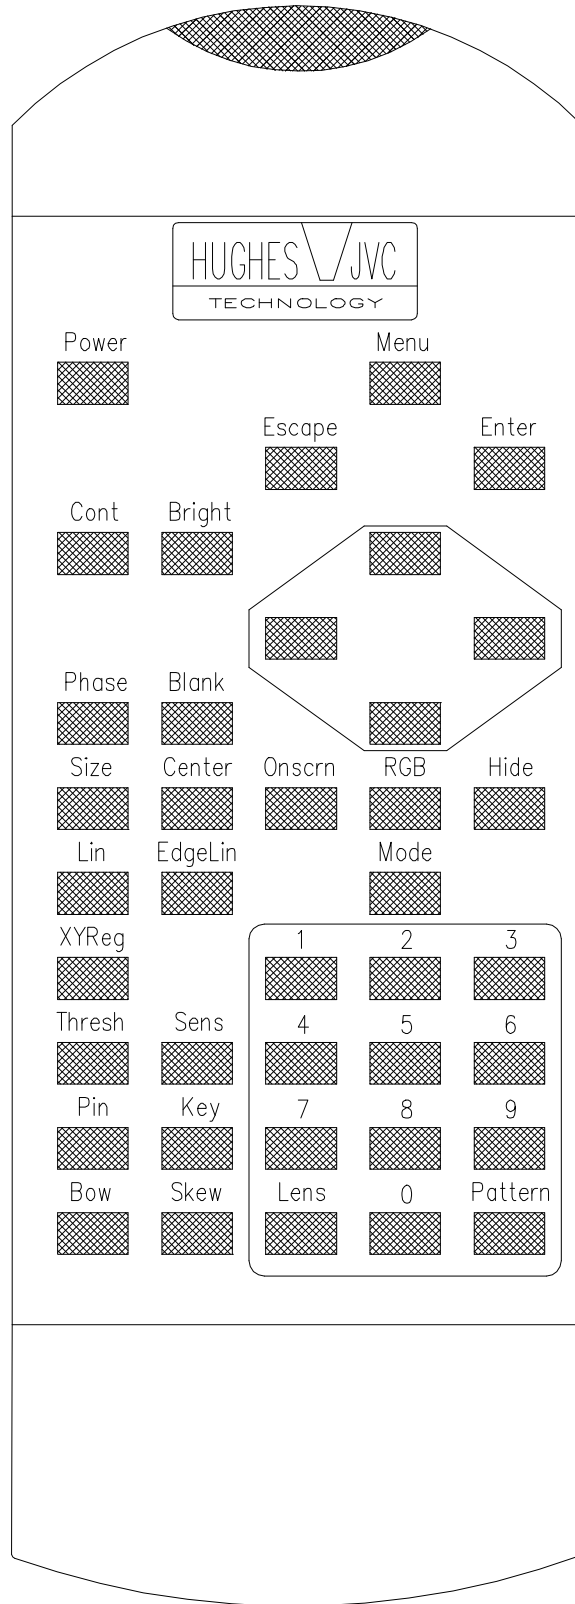 HUGHES JVC
TECHNOLOGY
Power Menu
Escape Enter
Cont Bright
Phase Blank
Size Center Onscrn RGB Hide
Lin EdgeLin Mode
XYReg 1 2 3
Thresh Sens 4 5 6
Pin Key 7 8 9
Bow Skew Lens 0 Pattern